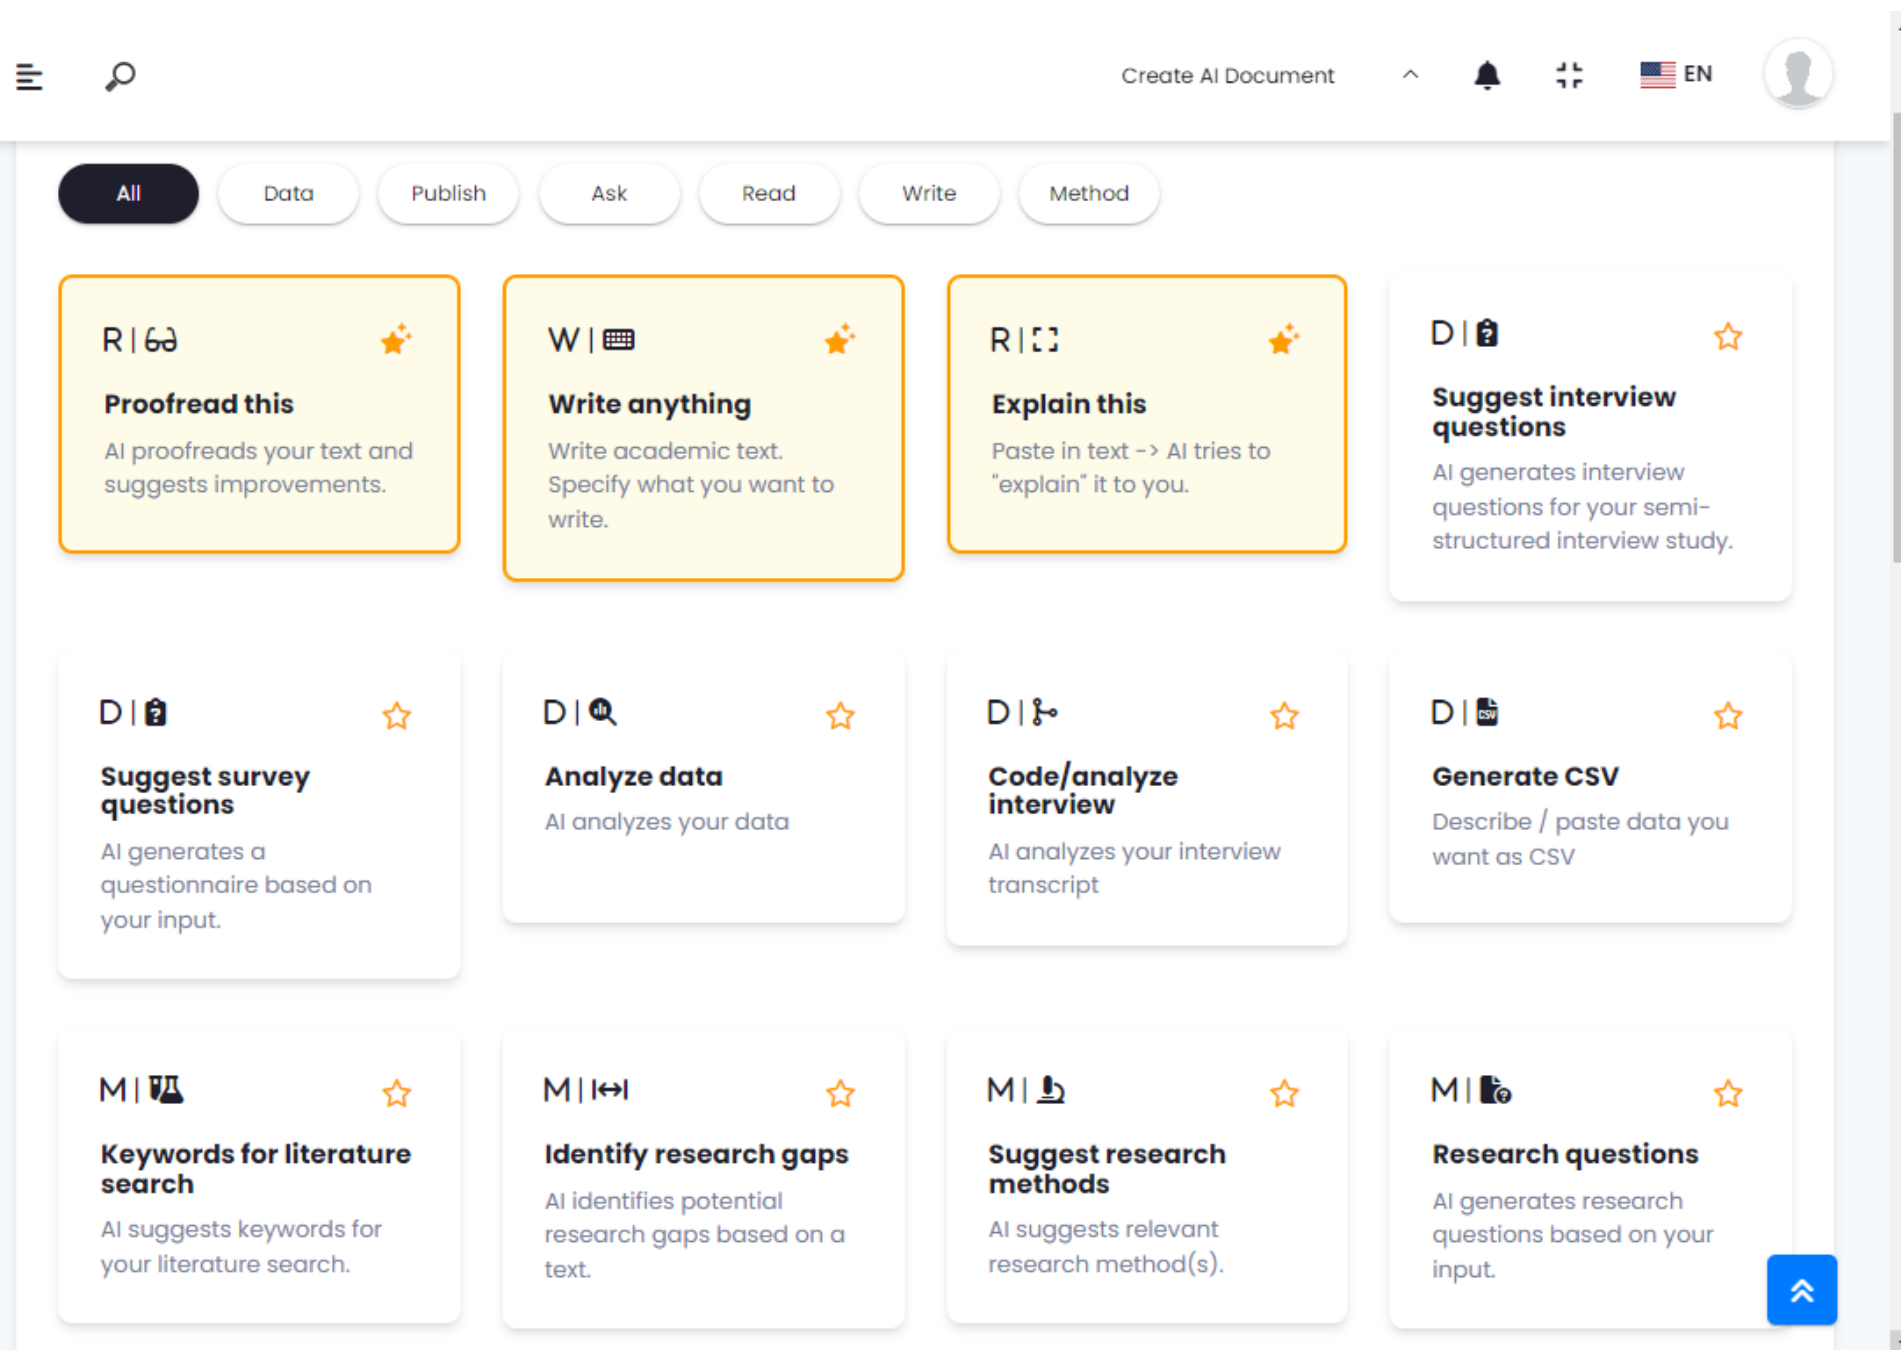 Create AI Document
EN
All
Data
Publish
Ask
Read
Write
Method
R |
Proofread this
AI proofreads your text and
suggests improvements.
W |
Write anything
Write academic text.
Specify what you want to
write.
R |
Explain this
Paste in text -> AI tries to
"explain" it to you.
D |
Suggest interview
questions
AI generates interview
questions for your semi-
structured interview study.
D |
Suggest survey
questions
AI generates a
questionnaire based on
your input.
D |
Analyze data
AI analyzes your data
D |
Code/analyze
interview
AI analyzes your interview
transcript
D | CSV
Generate CSV
Describe / paste data you
want as CSV
M |
Keywords for literature
search
AI suggests keywords for
your literature search.
M |
Identify research gaps
AI identifies potential
research gaps based on a
text.
M |
Suggest research
methods
AI suggests relevant
research method(s).
M |
Research questions
AI generates research
questions based on your
input.